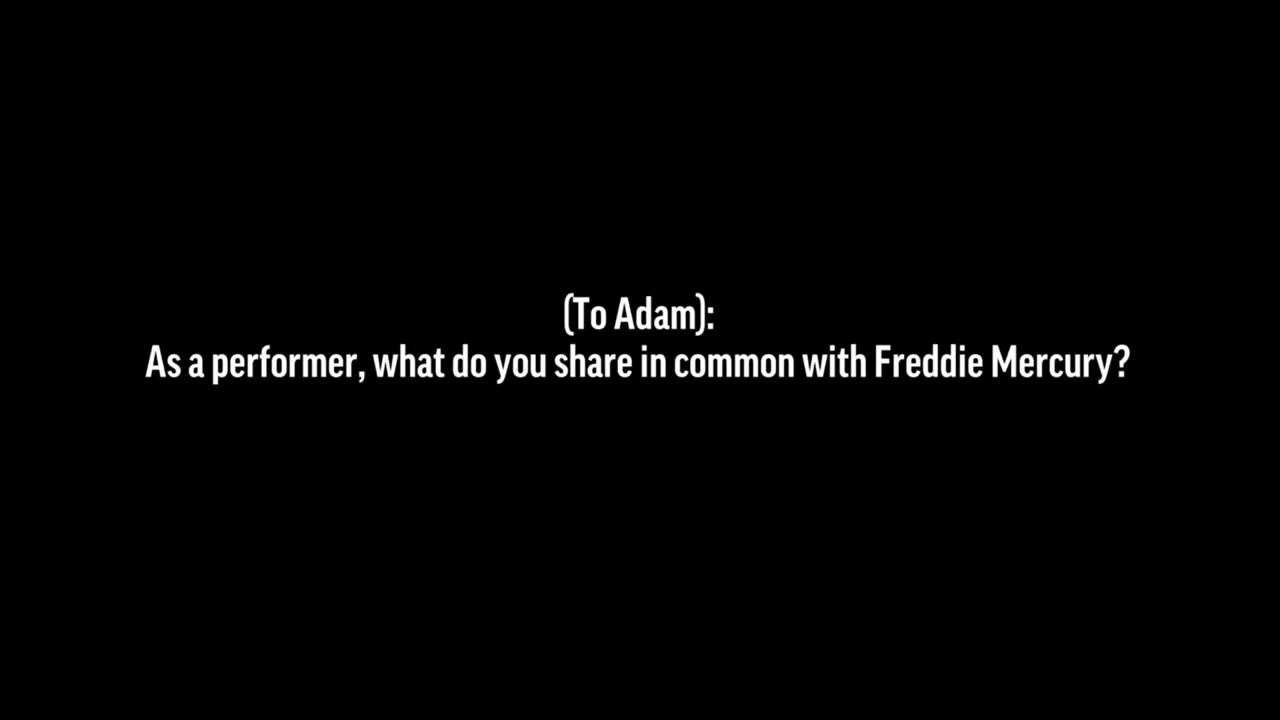 (To Adam):
As a performer, what do you share in common with Freddie Mercury?